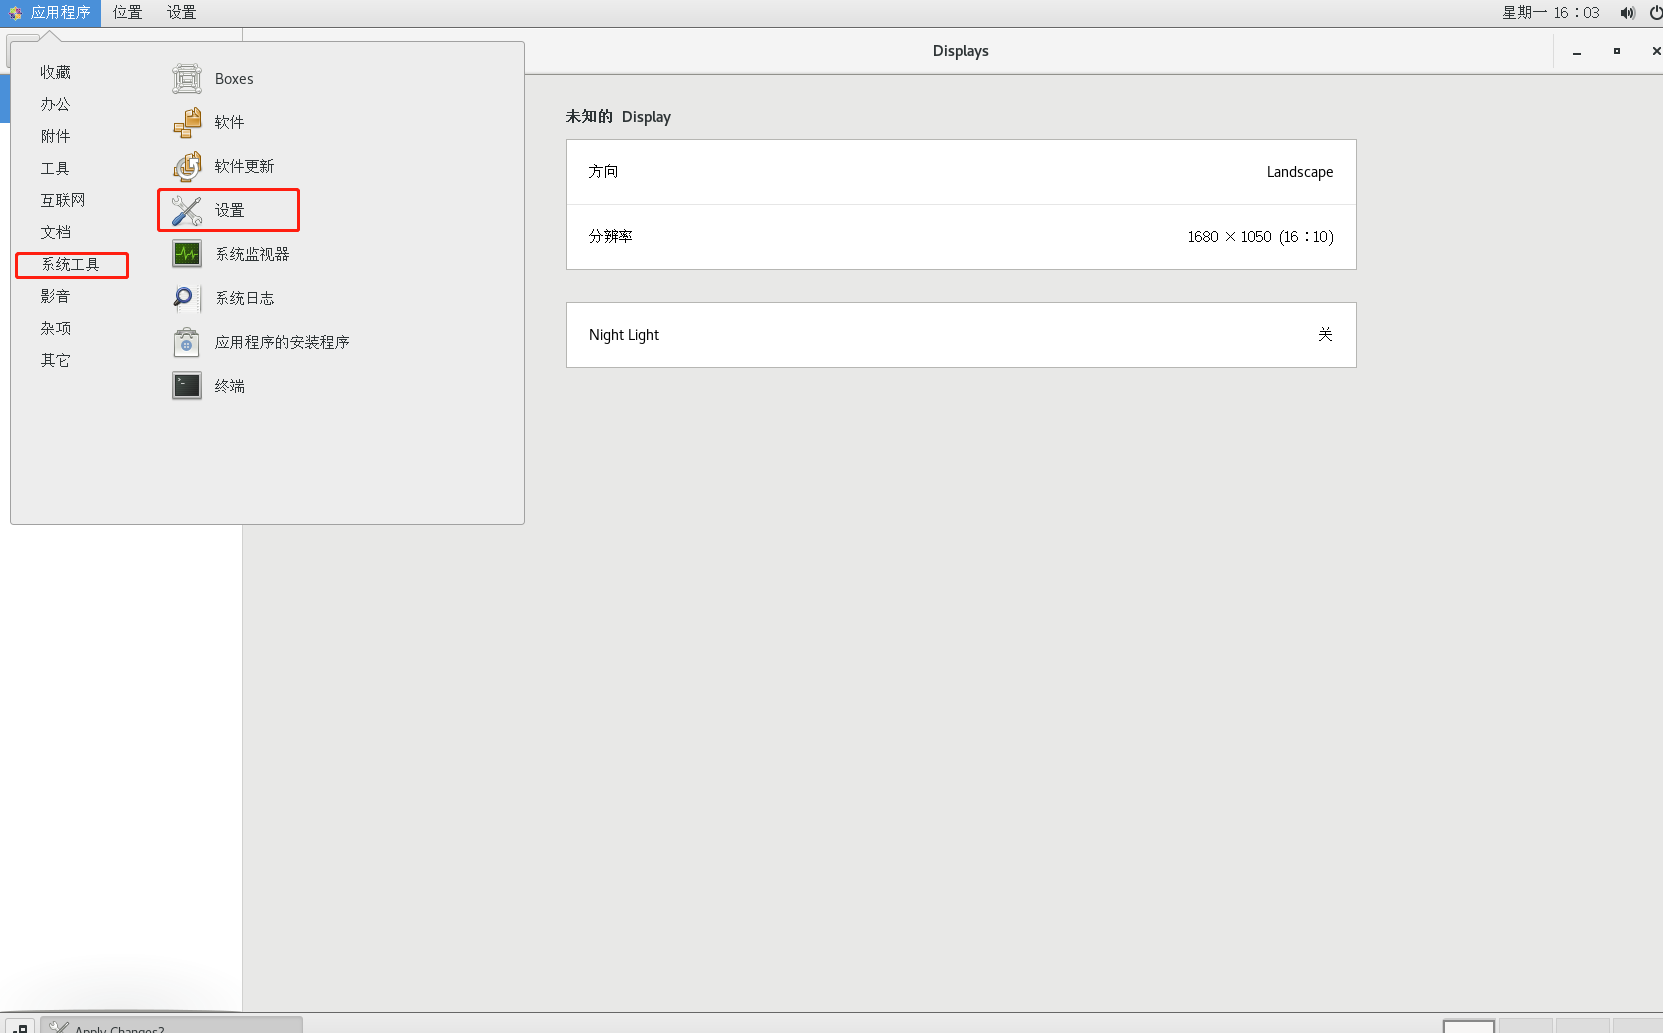 应用程序 位置 设置 星期一 16：03
Displays
收藏
办公
附件
工具
互联网
文档
系统工具
影音
杂项
其它
Boxes
软件
软件更新
设置
系统监视器
系统日志
应用程序的安装程序
终端
未知的 Display
方向 Landscape
分辨率 1680 × 1050 (16：10)
Night Light 关
Apply Changes?